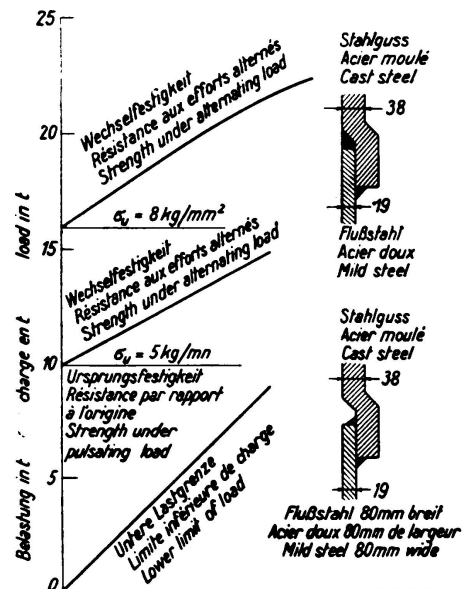 25
20
15
10
5
0
Belastung in t
charge en t
load in t
Wechselfestigkeit
Résistance aux efforts alternés
Strength under alternating load
σᵤ = 8 kg/mm²
Wechselfestigkeit
Résistance aux efforts alternés
Strength under alternating load
σᵤ = 5 kg/mn
Ursprungsfestigkeit
Résistance par rapport
à l'origine
Strength under
pulsating load
Untere Lastgrenze
Limite inférieure de charge
Lower limit of load
Stahlguss
Acier moulé
Cast steel
38
19
Flußstahl
Acier doux
Mild steel
Stahlguss
Acier moulé
Cast steel
38
19
Flußstahl 80mm breit
Acier doux 80mm de largeur
Mild steel 80mm wide